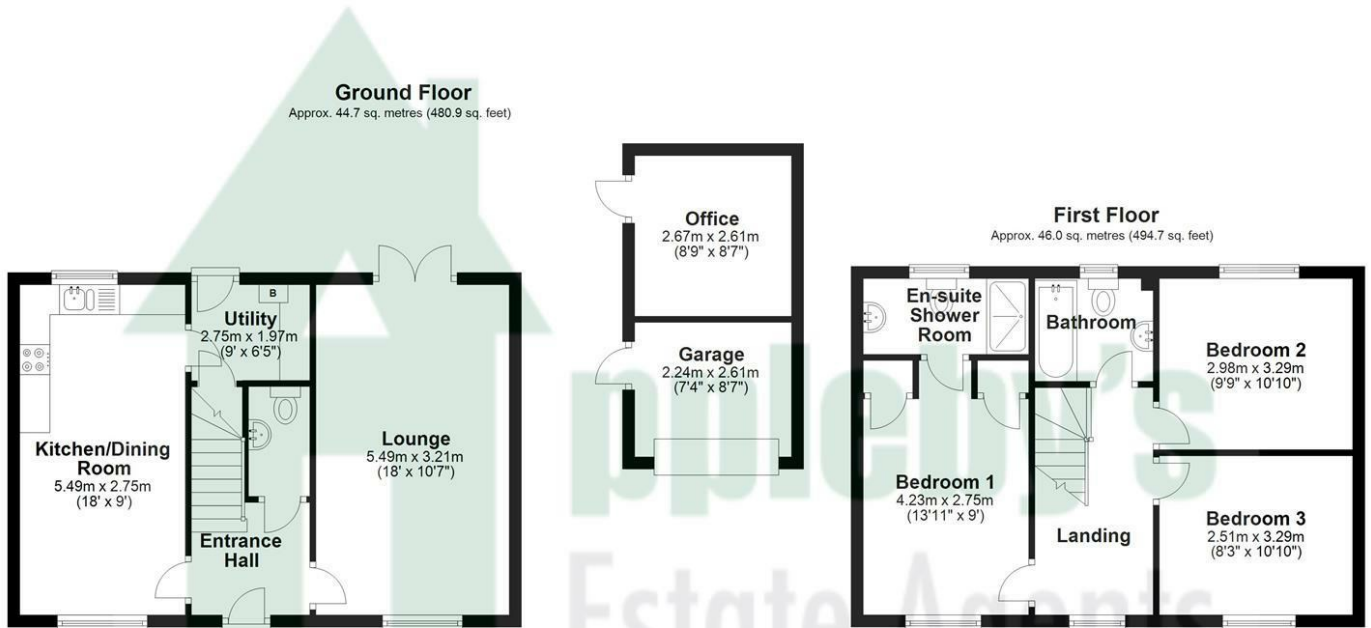 Ground Floor
Approx. 44.7 sq. metres (480.9 sq. feet)
Utility
2.75m x 1.97m
(9' x 6'5")
B
Kitchen/Dining
Room
5.49m x 2.75m
(18' x 9')
Lounge
5.49m x 3.21m
(18' x 10'7")
Entrance
Hall
Office
2.67m x 2.61m
(8'9" x 8'7")
Garage
2.24m x 2.61m
(7'4" x 8'7")
First Floor
Approx. 46.0 sq. metres (494.7 sq. feet)
En-suite
Shower
Room
Bathroom
Bedroom 2
2.98m x 3.29m
(9'9" x 10'10")
Bedroom 1
4.23m x 2.75m
(13'11" x 9')
Landing
Bedroom 3
2.51m x 3.29m
(8'3" x 10'10")
ppleby's
Estate Agents